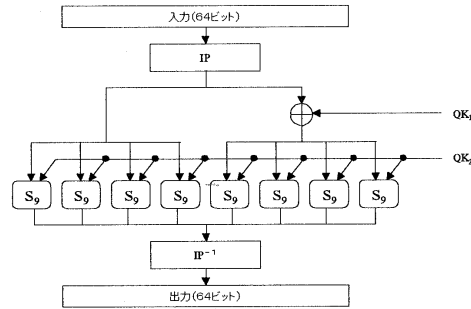 入力(64ビット)
IP
QK₁
QK₂
S₉ S₉ S₉ S₉ S₉ S₉ S₉ S₉
IP⁻¹
出力(64ビット)